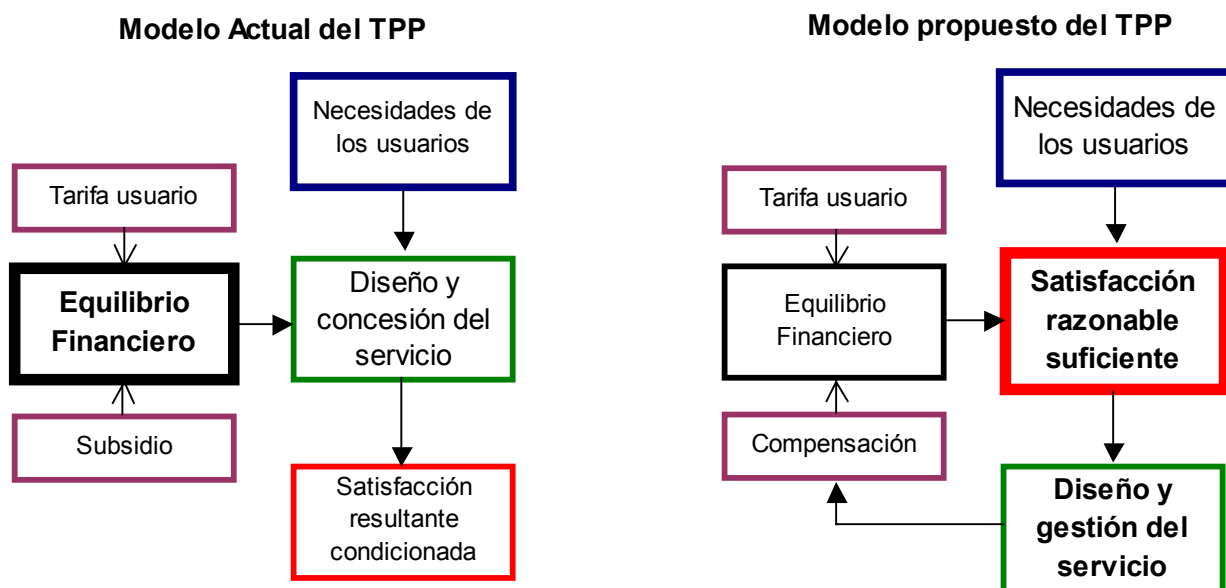 Modelo Actual del TPP
Necesidades de
los usuarios
Tarifa usuario
Equilibrio
Financiero
Diseño y
concesión del
servicio
Subsidio
Satisfacción
resultante
condicionada
Modelo propuesto del TPP
Necesidades de
los usuarios
Tarifa usuario
Equilibrio
Financiero
Satisfacción
razonable
suficiente
Compensación
Diseño y
gestión del
servicio